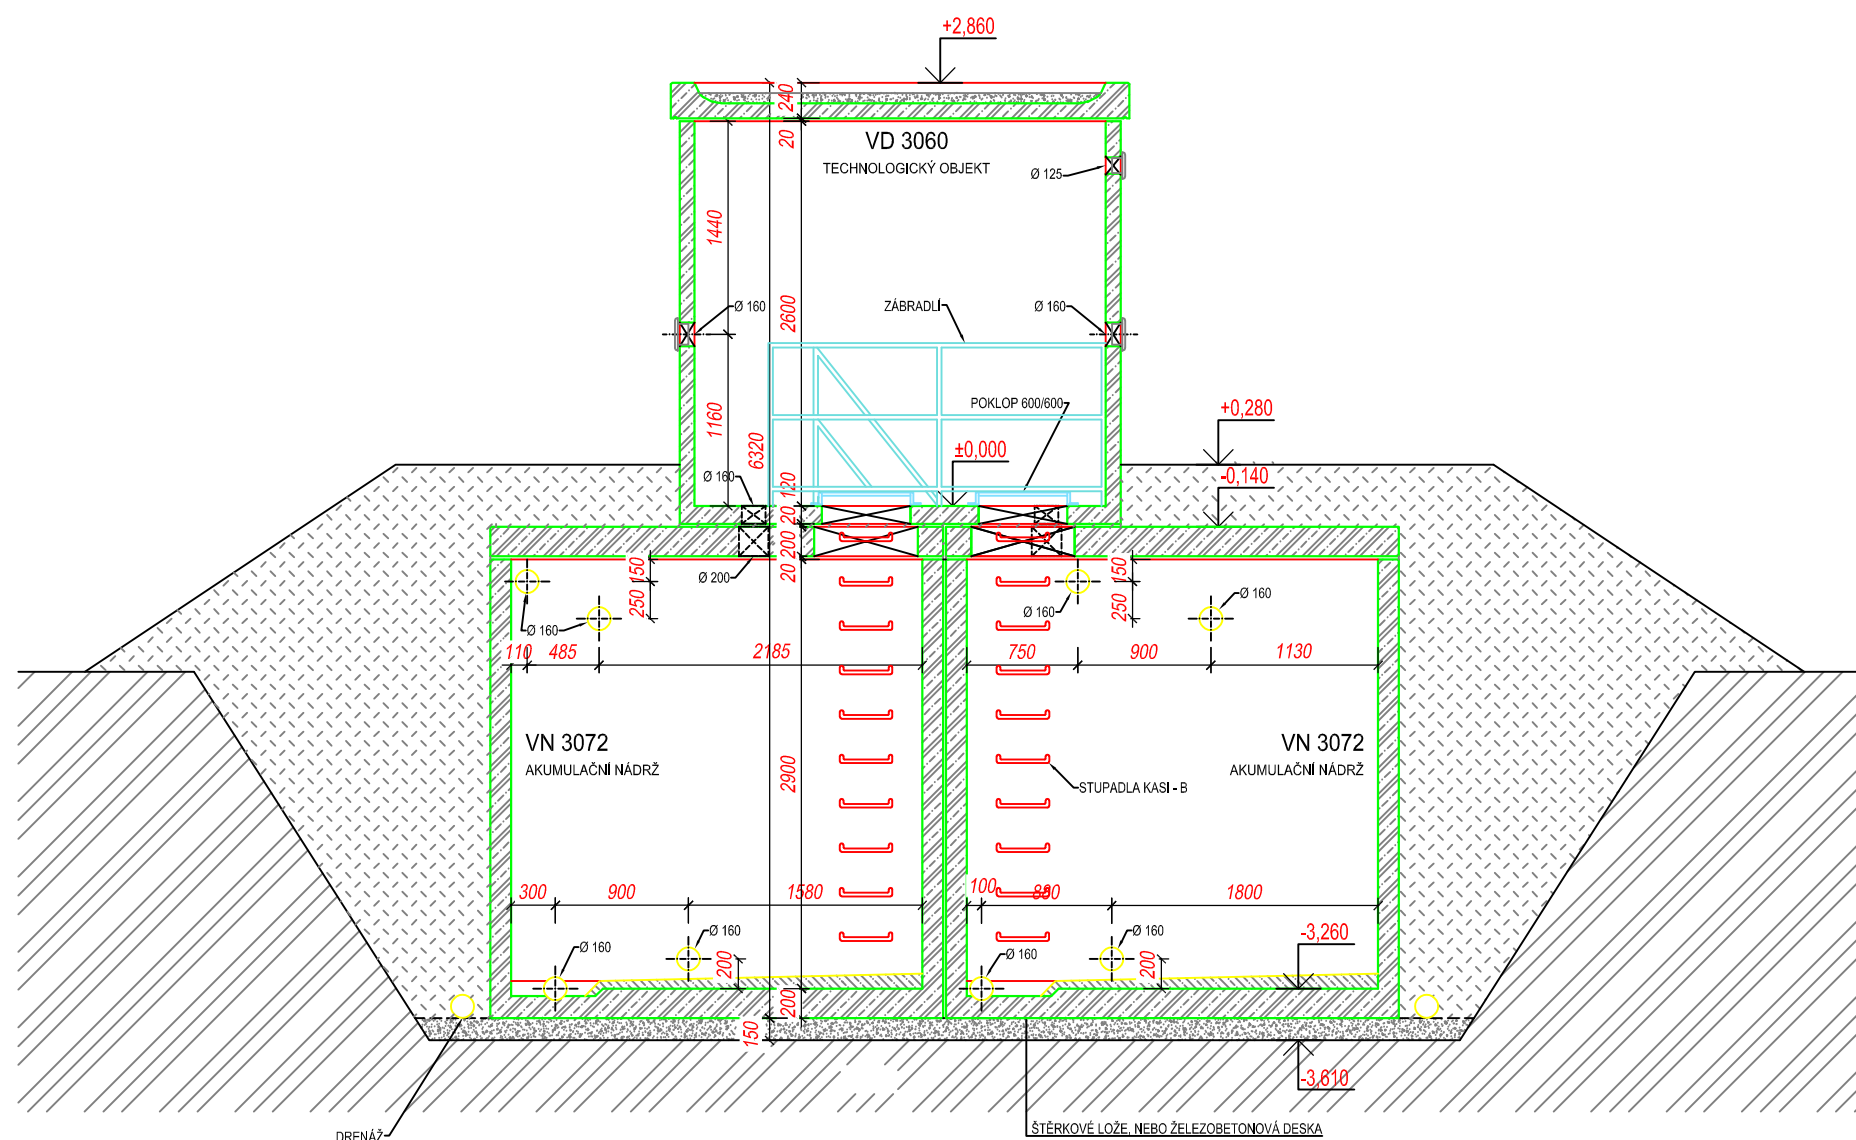 +2,860
240
20
VD 3060
TECHNOLOGICKÝ OBJEKT
Ø 125
1440
2600
Ø 160
ZÁBRADLÍ
Ø 160
POKLOP 600/600
+0,280
1160
6320
±0,000
-0,140
Ø 160
120
20
200
20
Ø 200
150
250
150
250
Ø 160
Ø 160
Ø 160
110
485
2185
750
900
1130
VN 3072
AKUMULAČNÍ NÁDRŽ
2900
VN 3072
AKUMULAČNÍ NÁDRŽ
STUPADLA KASI - B
300
900
1580
100
880
1800
Ø 160
Ø 160
Ø 160
Ø 160
-3,260
200
200
200
150
-3,610
DRENÁŽ
ŠTĚRKOVÉ LOŽE, NEBO ŽELEZOBETONOVÁ DESKA